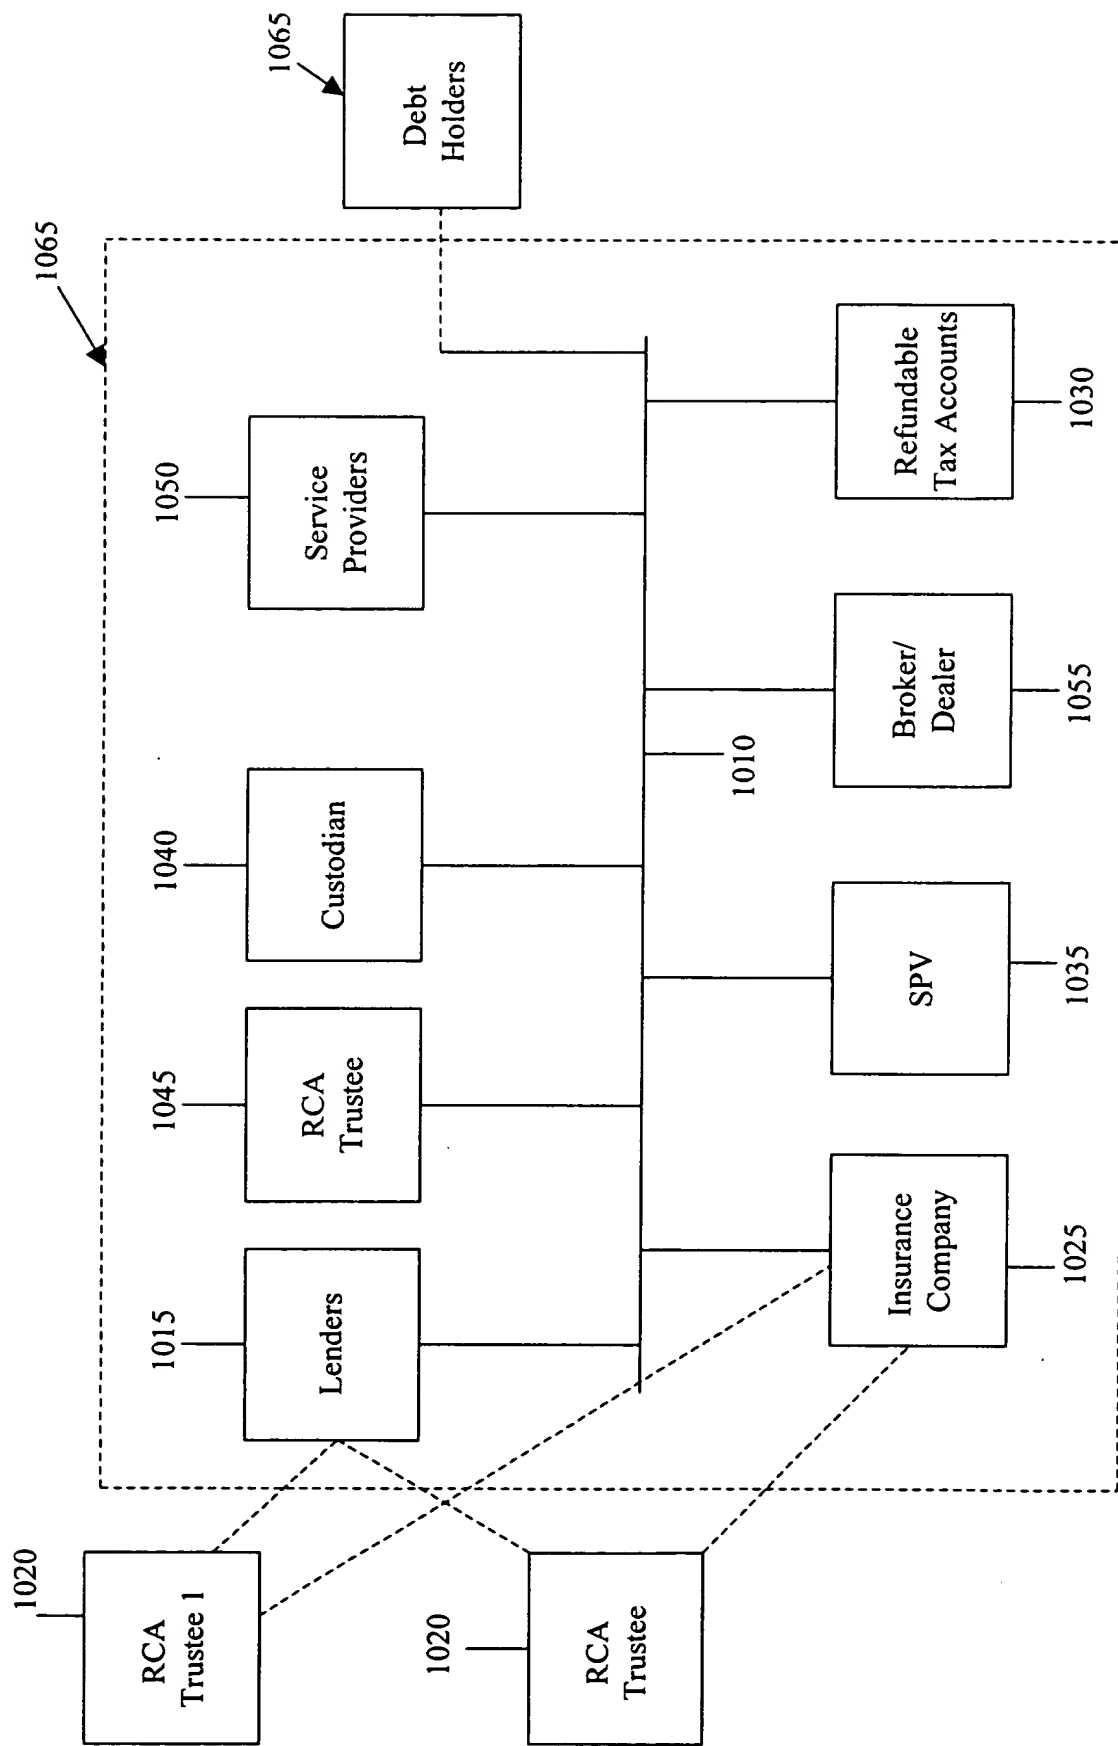 1020
RCA
Trustee 1
1020
RCA
Trustee
1065
1015
Lenders
1045
RCA
Trustee
1040
Custodian
1050
Service
Providers
1065
Debt
Holders
1010
Insurance
Company
1025
SPV
1035
Broker/
Dealer
1055
Refundable
Tax Accounts
1030